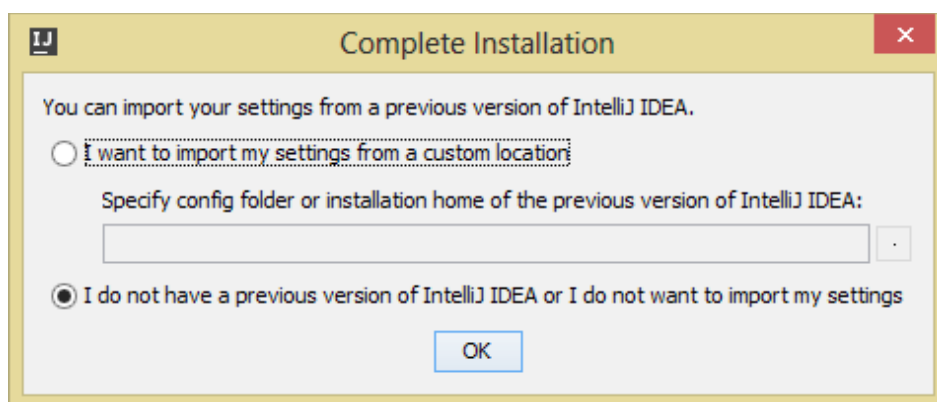 IJ
Complete Installation
You can import your settings from a previous version of IntelliJ IDEA.
I want to import my settings from a custom location
Specify config folder or installation home of the previous version of IntelliJ IDEA:
.
I do not have a previous version of IntelliJ IDEA or I do not want to import my settings
OK